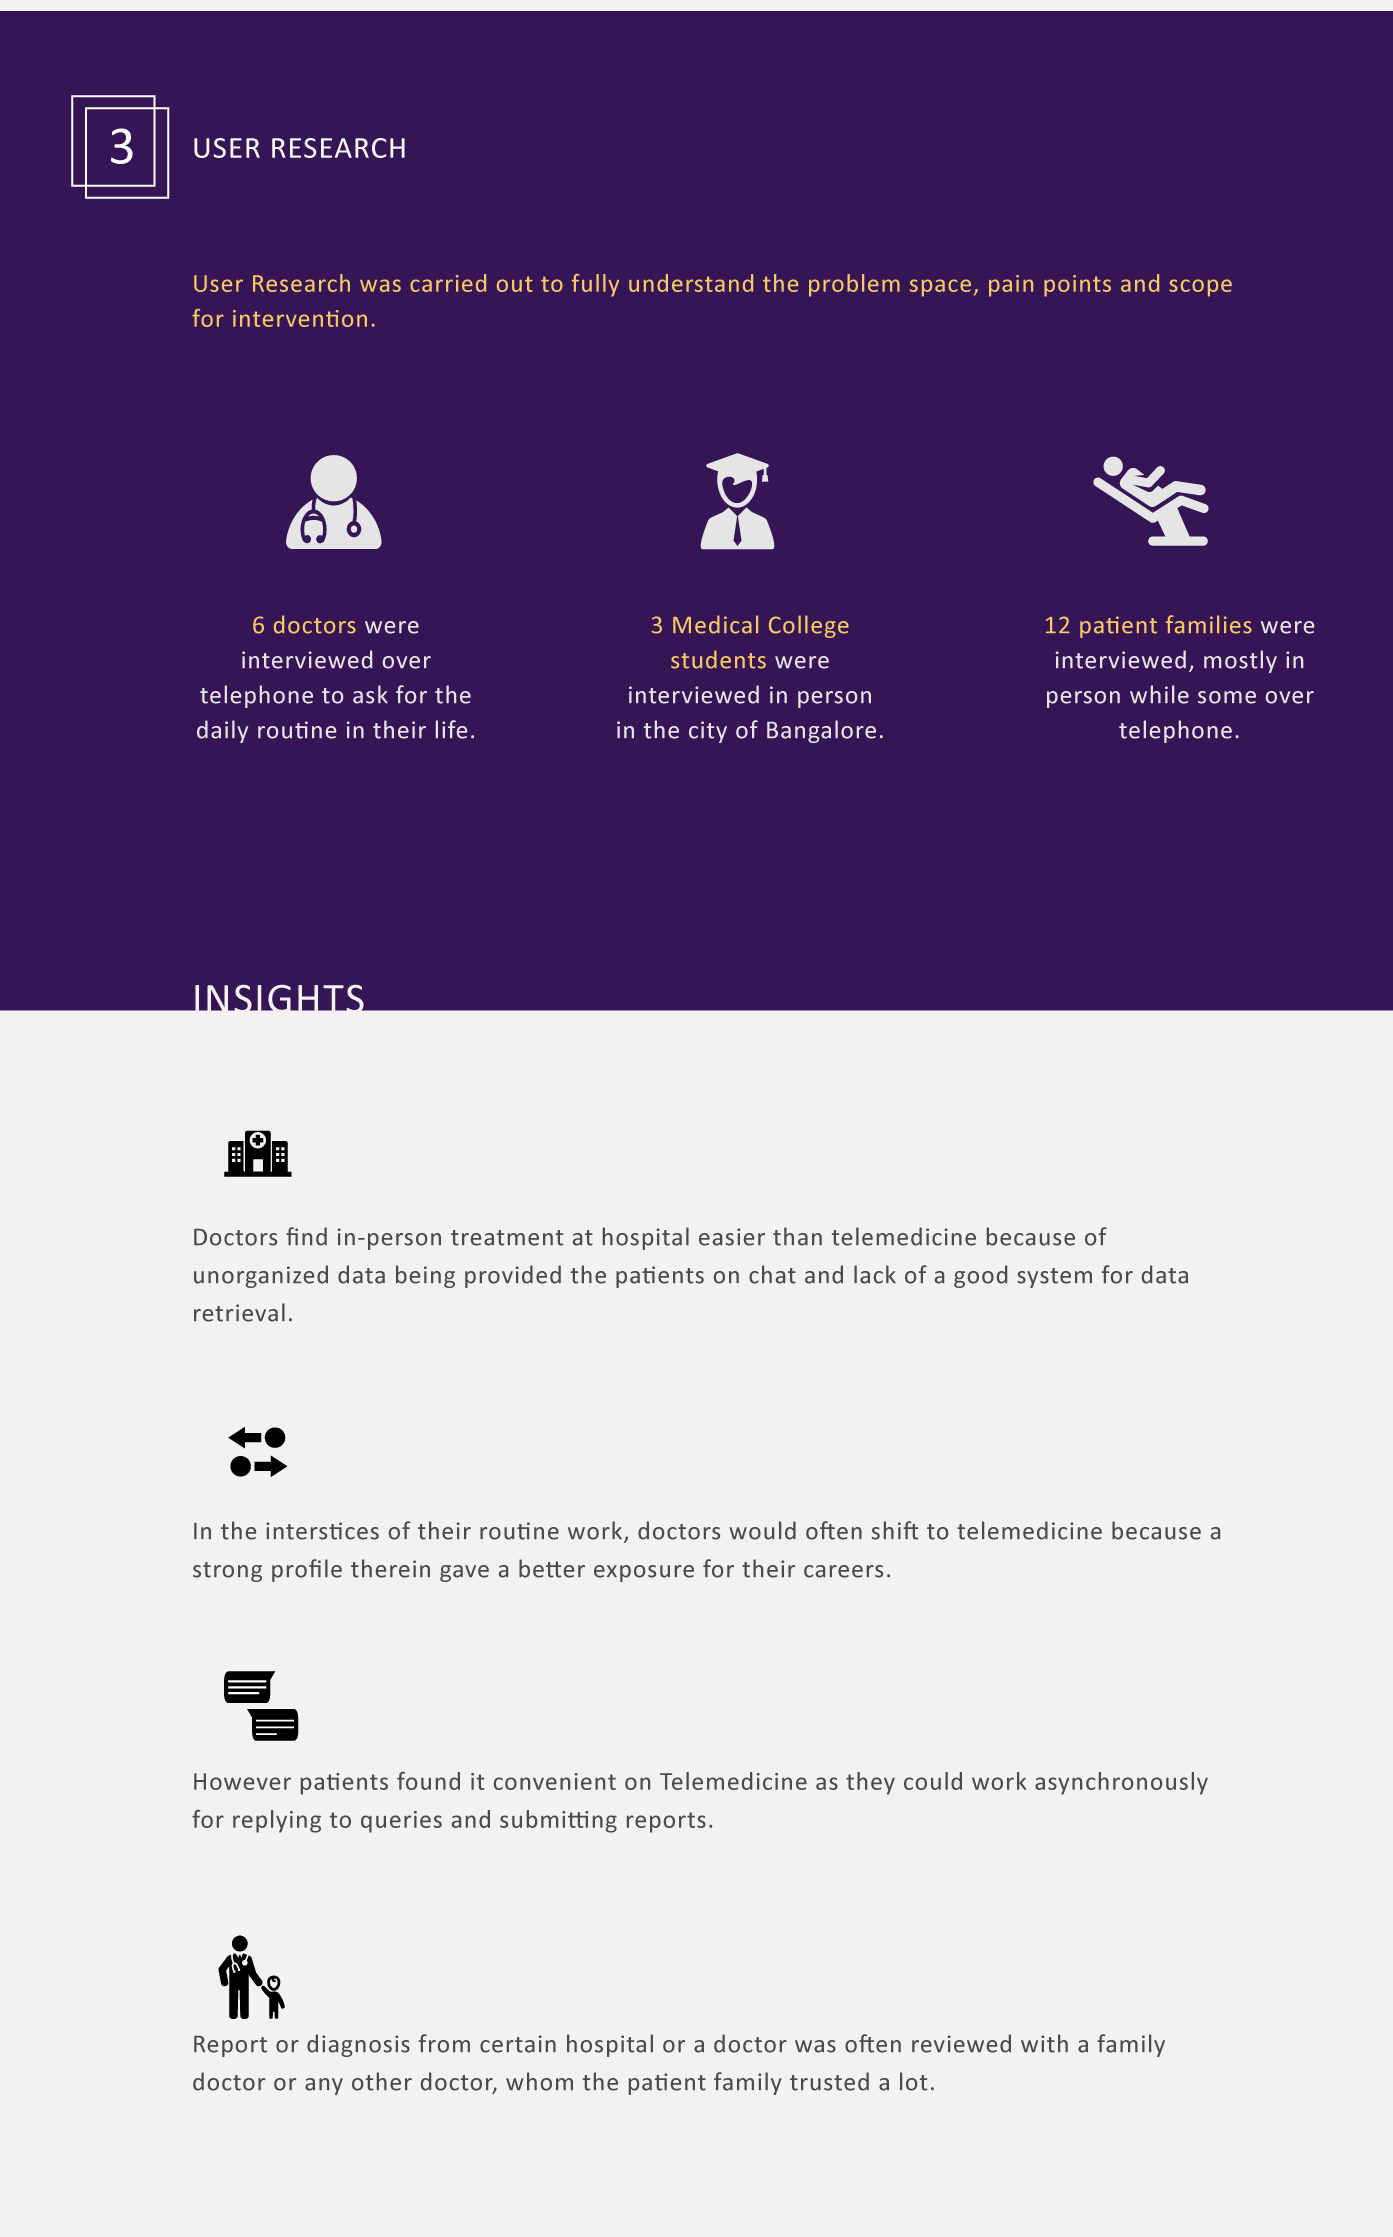 3
USER RESEARCH
User Research was carried out to fully understand the problem space, pain points and scope
for intervention.
6 doctors were
interviewed over
telephone to ask for the
daily routine in their life.
3 Medical College
students were
interviewed in person
in the city of Bangalore.
12 patient families were
interviewed, mostly in
person while some over
telephone.
INSIGHTS
Doctors find in-person treatment at hospital easier than telemedicine because of
unorganized data being provided the patients on chat and lack of a good system for data
retrieval.
In the interstices of their routine work, doctors would often shift to telemedicine because a
strong profile therein gave a better exposure for their careers.
However patients found it convenient on Telemedicine as they could work asynchronously
for replying to queries and submitting reports.
Report or diagnosis from certain hospital or a doctor was often reviewed with a family
doctor or any other doctor, whom the patient family trusted a lot.